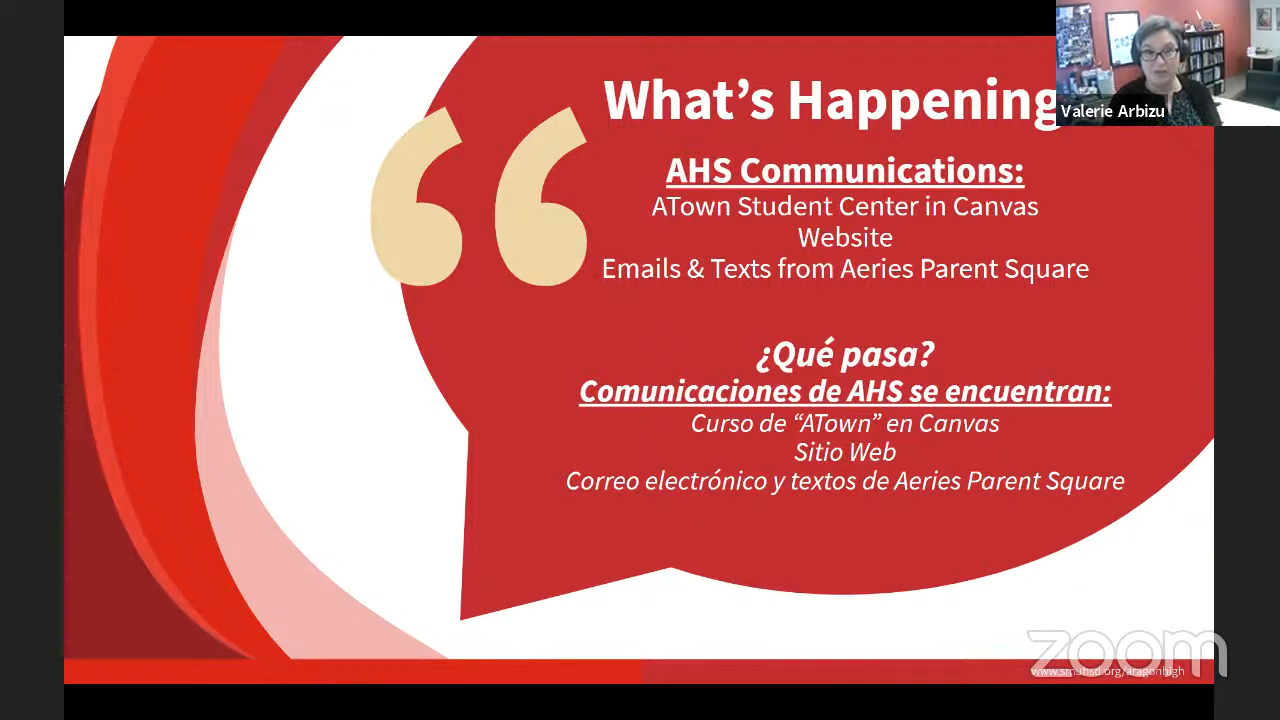 What's Happening
AHS Communications:
ATown Student Center in Canvas
Website
Emails & Texts from Aeries Parent Square
¿Qué pasa?
Comunicaciones de AHS se encuentran:
Curso de “ATown” en Canvas
Sitio Web
Correo electrónico y textos de Aeries Parent Square
Valerie Arbizu
zoom
www.smuhsd.org/aragonhigh